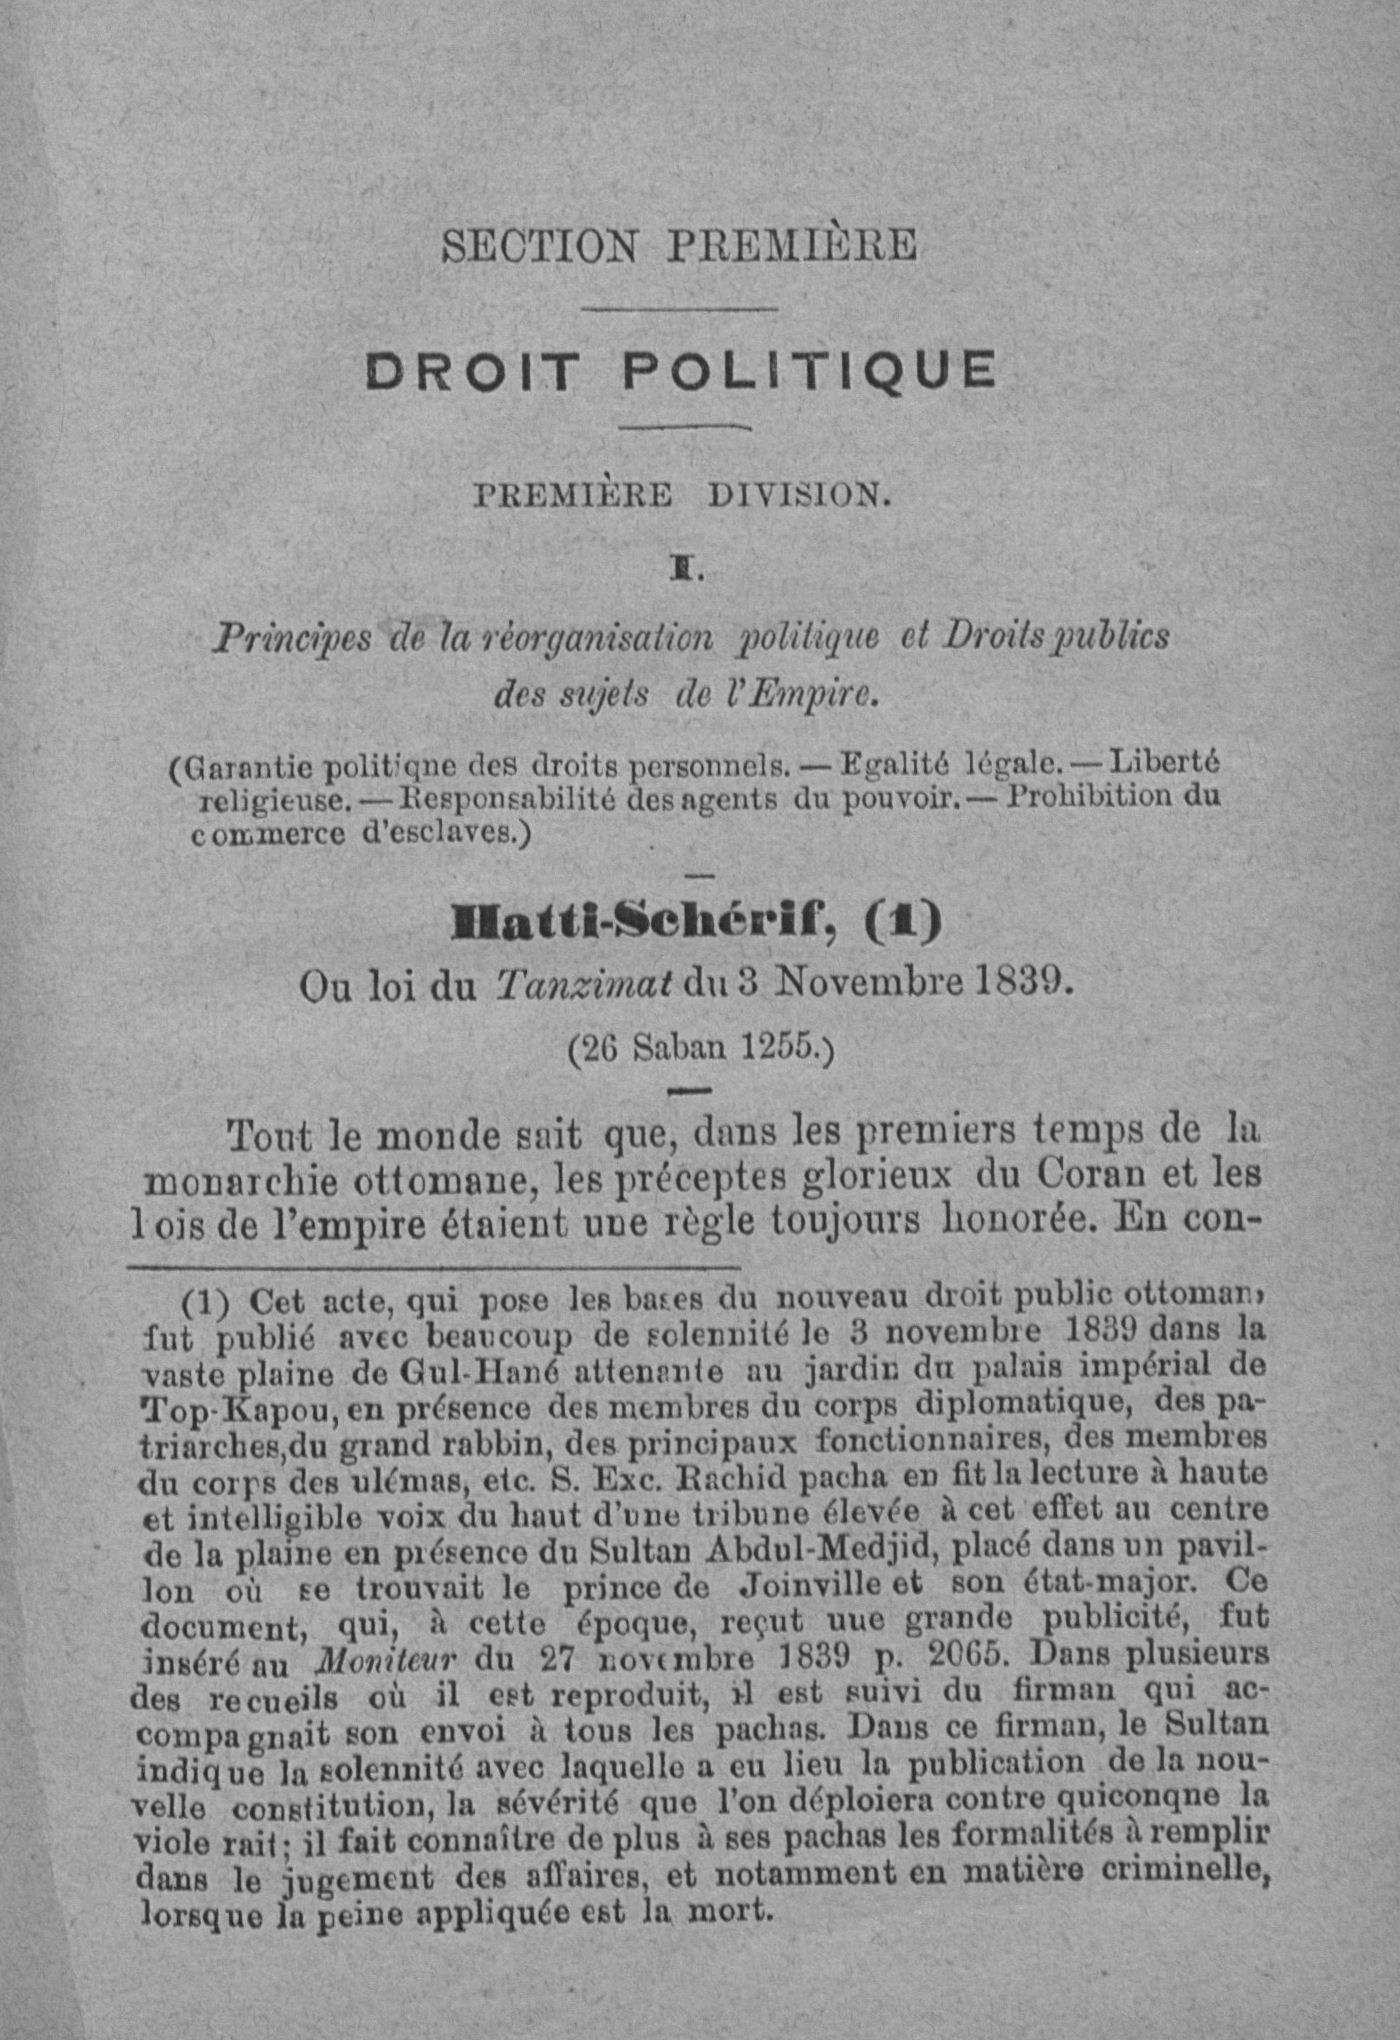 SECTION PREMIÈRE
DROIT POLITIQUE
PREMIÈRE DIVISION.
I.
Principes de la réorganisation politique et Droits publics
des sujets de l'Empire.
(Garantie politiqne des droits personnels. — Egalité légale. — Liberté
religieuse. — Responsabilité des agents du pouvoir. — Prohibition du
commerce d'esclaves.)
Hatti-Schérif, (1)
Ou loi du Tanzimat du 3 Novembre 1839.
(26 Saban 1255.)
Tout le monde sait que, dans les premiers temps de la
monarchie ottomane, les préceptes glorieux du Coran et les
lois de l'empire étaient une règle toujours honorée. En con-
(1) Cet acte, qui pose les bases du nouveau droit public ottoman,
fut publié avec beaucoup de solennité le 3 novembre 1839 dans la
vaste plaine de Gul-Hané attenante au jardin du palais impérial de
Top-Kapou, en présence des membres du corps diplomatique, des pa-
triarches,du grand rabbin, des principaux fonctionnaires, des membres
du corps des ulémas, etc. S. Exc. Rachid pacha en fit la lecture à haute
et intelligible voix du haut d'une tribune élevée à cet effet au centre
de la plaine en présence du Sultan Abdul-Medjid, placé dans un pavil-
lon où se trouvait le prince de Joinville et son état-major. Ce
document, qui, à cette époque, reçut uue grande publicité, fut
inséré au Moniteur du 27 novembre 1839 p. 2065. Dans plusieurs
des recueils où il est reproduit, il est suivi du firman qui ac-
compagnait son envoi à tous les pachas. Dans ce firman, le Sultan
indique la solennité avec laquelle a eu lieu la publication de la nou-
velle constitution, la sévérité que l'on déploiera contre quiconqne la
viole rait; il fait connaître de plus à ses pachas les formalités à remplir
dans le jugement des affaires, et notamment en matière criminelle,
lorsque la peine appliquée est la mort.